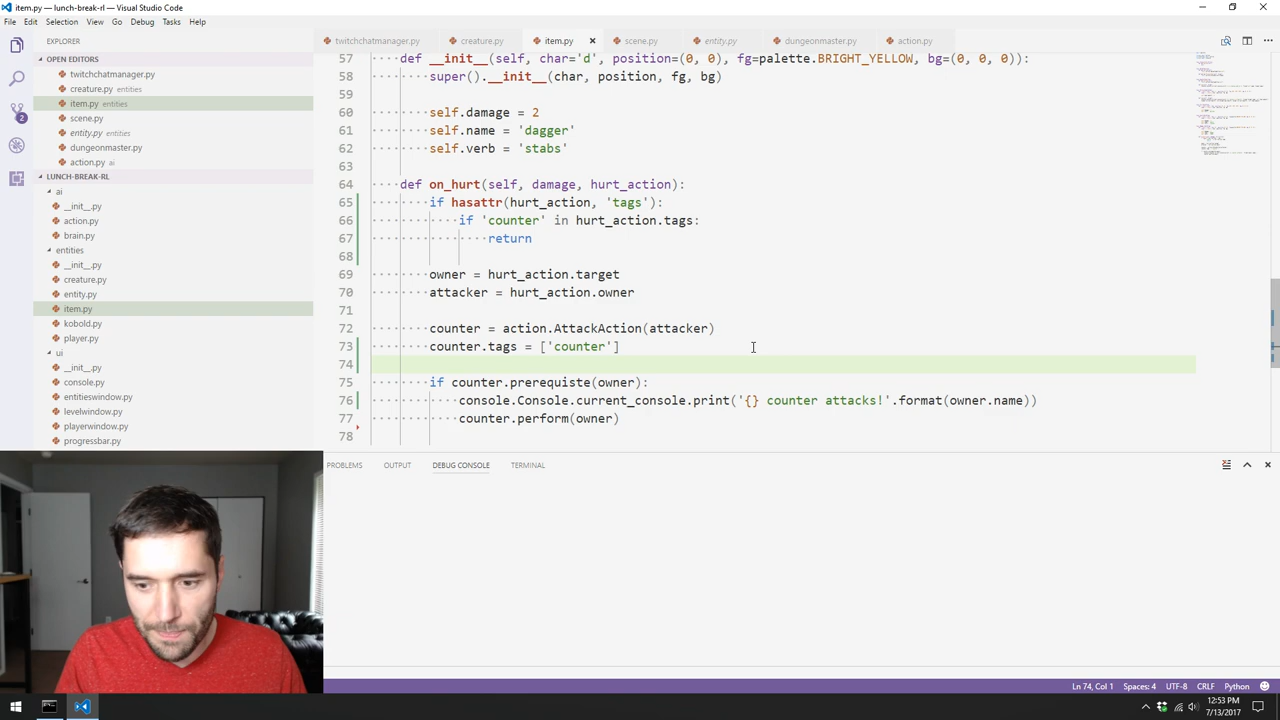 item.py — lunch-break-rl — Visual Studio Code
File Edit Selection View Go Debug Tasks Help
EXPLORER
twitchchatmanager.py creature.py item.py scene.py entity.py dungeonmaster.py action.py
OPEN EDITORS
twitchchatmanager.py
creature.py entities
item.py entities
scene.py
entity.py entities
dungeonmaster.py
action.py ai
LUNCH-BREAK-RL
ai
__init__.py
action.py
brain.py
entities
__init__.py
creature.py
entity.py
item.py
kobold.py
player.py
ui
__init__.py
console.py
entitieswindow.py
levelwindow.py
playerwindow.py
progressbar.py
2
57 def __init__(self, char='d', position=(0, 0), fg=palette.BRIGHT_YELLOW, bg=(0, 0, 0)):
58 super().__init__(char, position, fg, bg)
59
60 self.damage = 2
61 self.name = 'dagger'
62 self.verb = 'stabs'
63
64 def on_hurt(self, damage, hurt_action):
65 if hasattr(hurt_action, 'tags'):
66 if 'counter' in hurt_action.tags:
67 return
68
69 owner = hurt_action.target
70 attacker = hurt_action.owner
71
72 counter = action.AttackAction(attacker)
73 counter.tags = ['counter']
74
75 if counter.prerequiste(owner):
76 console.Console.current_console.print('{} counter attacks!'.format(owner.name))
77 counter.perform(owner)
78
PROBLEMS OUTPUT DEBUG CONSOLE TERMINAL
Ln 74, Col 1 Spaces: 4 UTF-8 CRLF Python
12:53 PM
7/13/2017